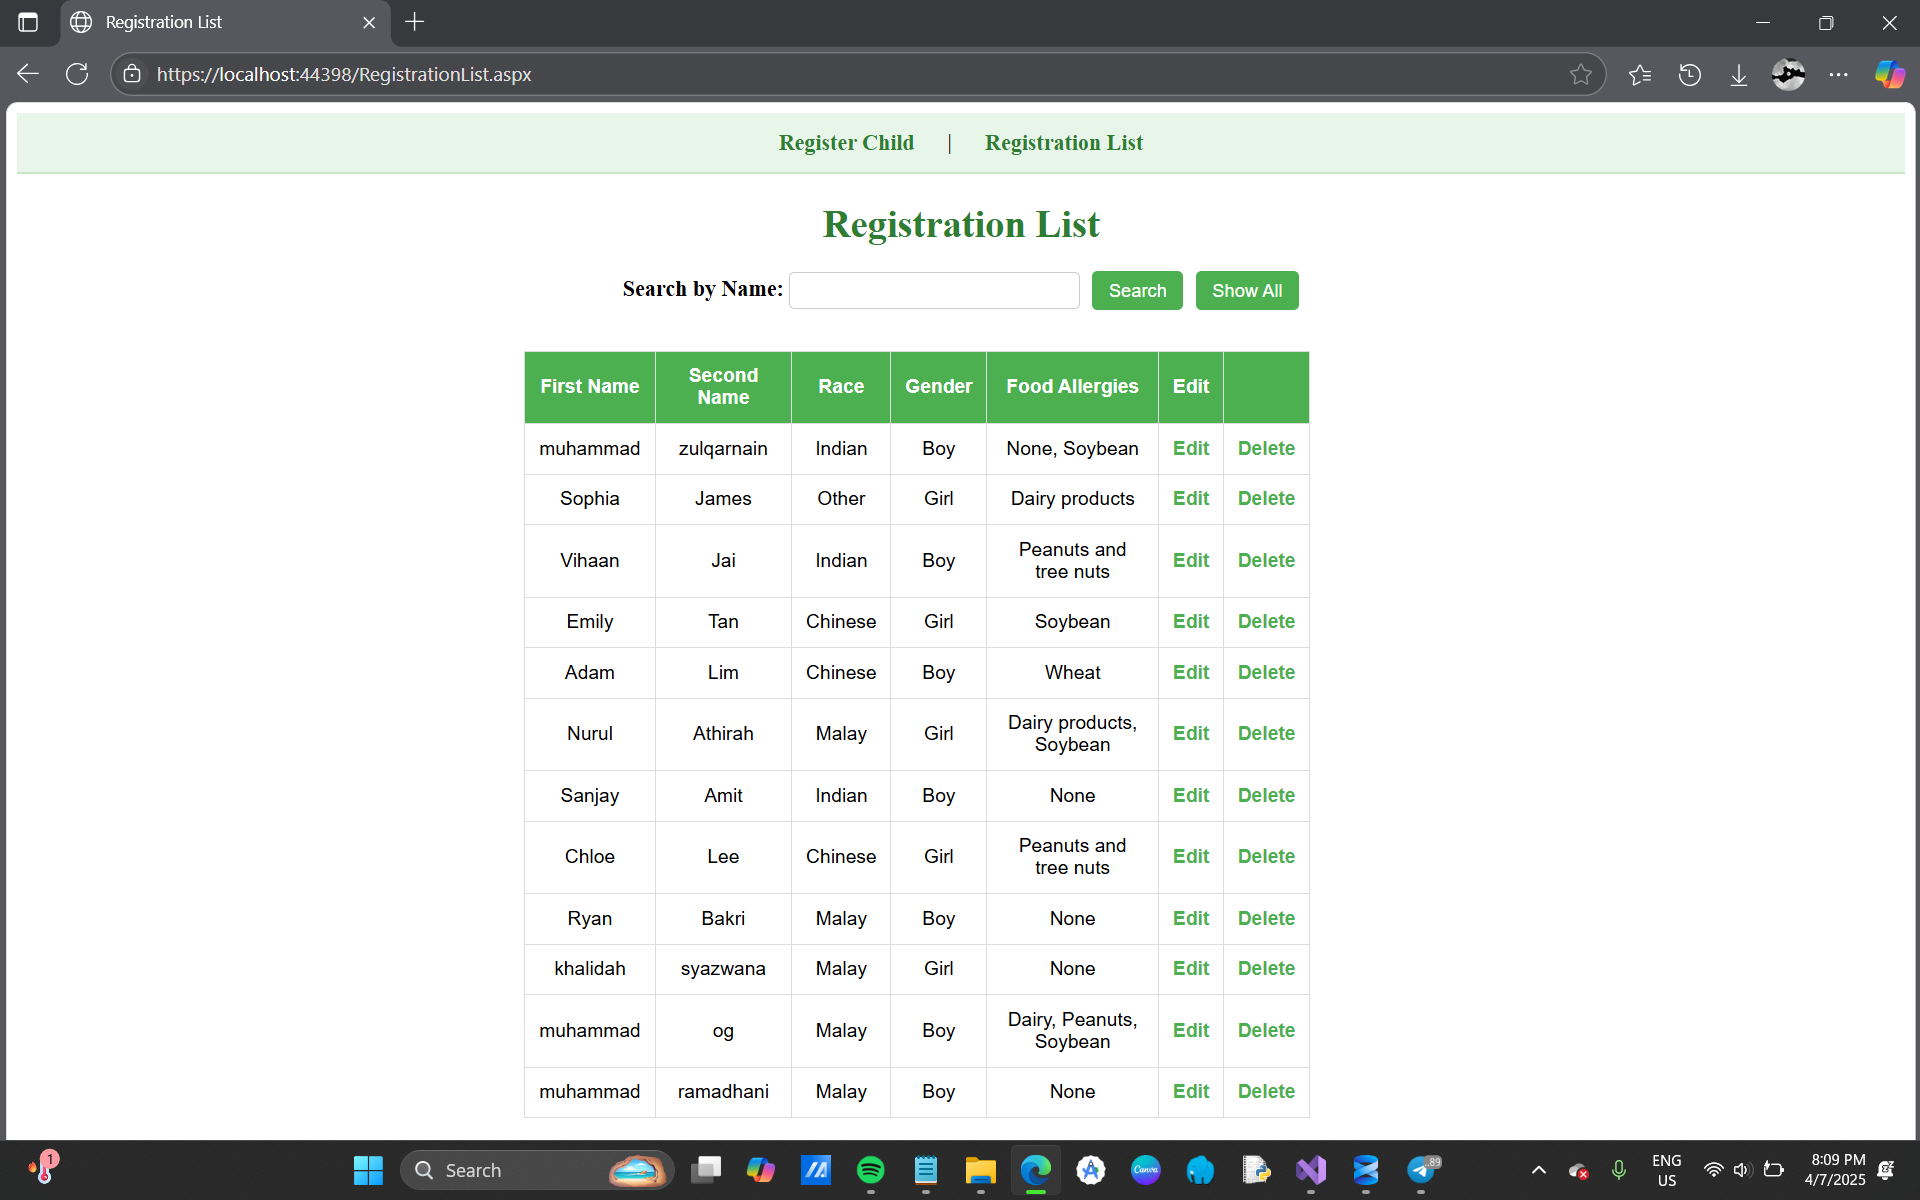 Registration List
https://localhost:44398/RegistrationList.aspx
Register Child | Registration List
Registration List
Search by Name: Search Show All
First Name Second Name Race Gender Food Allergies Edit
muhammad zulqarnain Indian Boy None, Soybean Edit Delete
Sophia James Other Girl Dairy products Edit Delete
Vihaan Jai Indian Boy Peanuts and tree nuts Edit Delete
Emily Tan Chinese Girl Soybean Edit Delete
Adam Lim Chinese Boy Wheat Edit Delete
Nurul Athirah Malay Girl Dairy products, Soybean Edit Delete
Sanjay Amit Indian Boy None Edit Delete
Chloe Lee Chinese Girl Peanuts and tree nuts Edit Delete
Ryan Bakri Malay Boy None Edit Delete
khalidah syazwana Malay Girl None Edit Delete
muhammad og Malay Boy Dairy, Peanuts, Soybean Edit Delete
muhammad ramadhani Malay Boy None Edit Delete
1 Search Canva .89 ENG 8:09 PM
US 4/7/2025